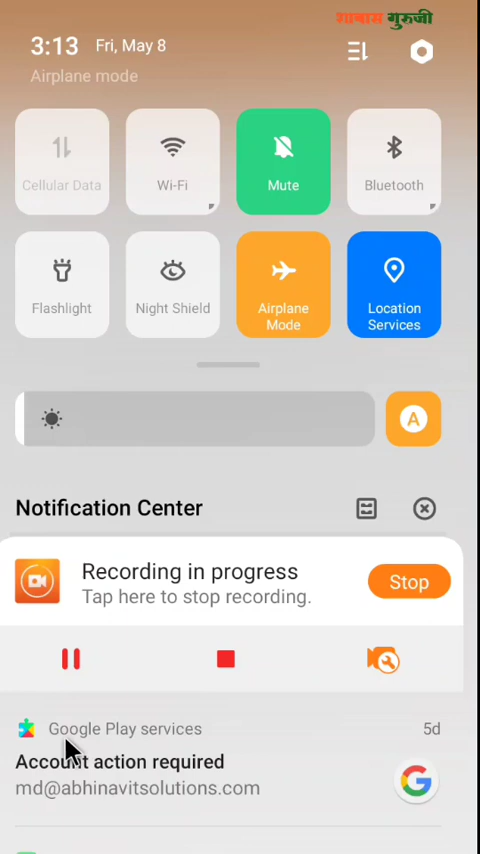 शाबास गुरुजी
3:13 Fri, May 8
Airplane mode
Cellular Data
Wi-Fi
Mute
Bluetooth
Flashlight
Night Shield
Airplane
Mode
Location
Services
A
Notification Center
Recording in progress
Stop
Tap here to stop recording.
Google Play services 5d
Account action required
md@abhinavitsolutions.com